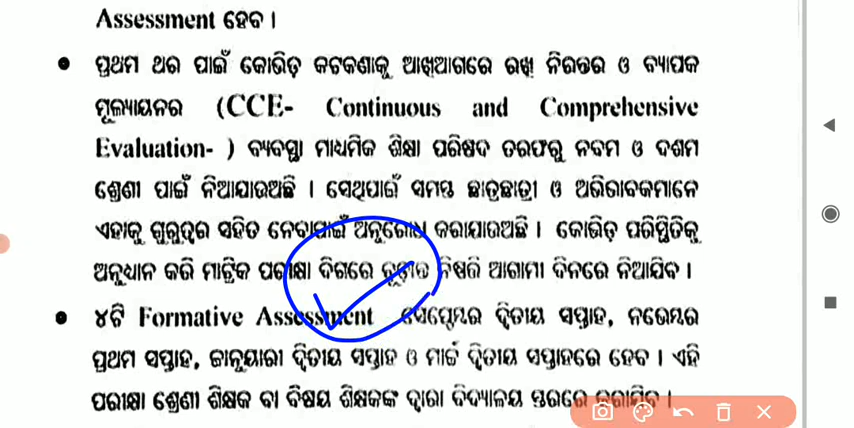 Assessment ହେବ ।
• ପ୍ରଥମ ଥର ପାଇଁ କୋଭିଡ଼ କଟକଣାକୁ ଆଖିଆଗରେ ରଖି ନିରନ୍ତର ଓ ବ୍ୟାପକ
ମୂଲ୍ୟାୟନର (CCE- Continuous and Comprehensive
Evaluation- ) ବ୍ୟବସ୍ଥା ମାଧ୍ୟମିକ ଶିକ୍ଷା ପରିଷଦ ତରଫରୁ ନବମ ଓ ଦଶମ
ଶ୍ରେଣୀ ପାଇଁ ନିଆଯାଉଅଛି । ସେଥିପାଇଁ ସମସ୍ତ ଛାତ୍ରଛାତ୍ରୀ ଓ ଅଭିଭାବକମାନେ
ଏହାକୁ ଗୁରୁତ୍ୱର ସହିତ ନେବାପାଇଁ ଅନୁରୋଧ କରାଯାଉଅଛି । କୋଭିଡ଼ ପରିସ୍ଥିତିକୁ
ଅନୁଧ୍ୟାନ କରି ମାଟ୍ରିକ ପରୀକ୍ଷା ଦିଗରେ ଚୂଡ଼ାନ୍ତ ନିଷ୍ପତ୍ତି ଆଗାମୀ ଦିନରେ ନିଆଯିବ ।
• ୪ଟି Formative Assessment ସେପ୍ଟେମ୍ବର ଦ୍ୱିତୀୟ ସପ୍ତାହ, ନଭେମ୍ବର
ପ୍ରଥମ ସପ୍ତାହ, ଜାନୁୟାରୀ ଦ୍ୱିତୀୟ ସପ୍ତାହ ଓ ମାର୍ଚ୍ଚ ଦ୍ୱିତୀୟ ସପ୍ତାହରେ ହେବ । ଏହି
ପରୀକ୍ଷା ଶ୍ରେଣୀ ଶିକ୍ଷକ ବା ବିଷୟ ଶିକ୍ଷକଙ୍କ ଦ୍ୱାରା ବିଦ୍ୟାଳୟ ସ୍ତରରେ କରାଯିବ ।